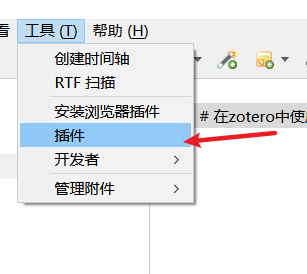 看 工具 (T) 帮助 (H)
创建时间轴
RTF 扫描
安装浏览器插件
# 在zotero中使
插件
开发者
管理附件